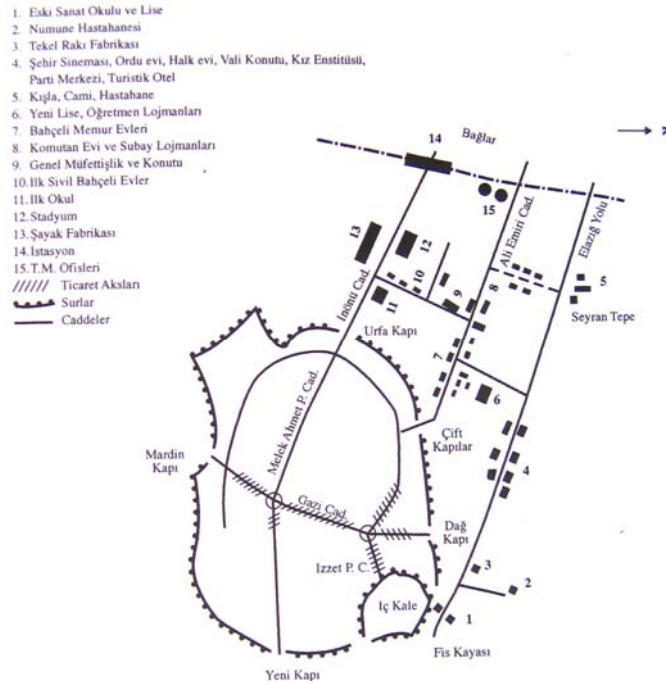 1. Eski Sanat Okulu ve Lise
2. Numune Hastahanesi
3. Tekel Rakı Fabrikası
4. Şehir Sineması, Ordu evi, Halk evi, Vali Konutu, Kız Enstitüsü,
Parti Merkezi, Turistik Otel
5. Kışla, Cami, Hastahane
6. Yeni Lise, Öğretmen Lojmanları
7. Bahçeli Memur Evleri
8. Komutan Evi ve Subay Lojmanları
9. Genel Müfettişlik ve Konutu
10. İlk Sivil Bahçeli Evler
11. İlk Okul
12. Stadyum
13. Şayak Fabrikası
14. İstasyon
15. T.M. Ofisleri
Ticaret Aksları
Surlar
Caddeler
14
Bağlar
15
Ali Emiri Cad.
Elazığ Yolu
13
12
10
9
8
5
Seyran Tepe
11
İnönü Cad.
Urfa Kapı
7
6
Melek Ahmet P. Cad.
Çift
Kapılar
4
Mardin
Kapı
Gazi Cad.
Dağ
Kapı
İzzet P. C.
3
2
İç Kale
1
Fis Kayası
Yeni Kapı